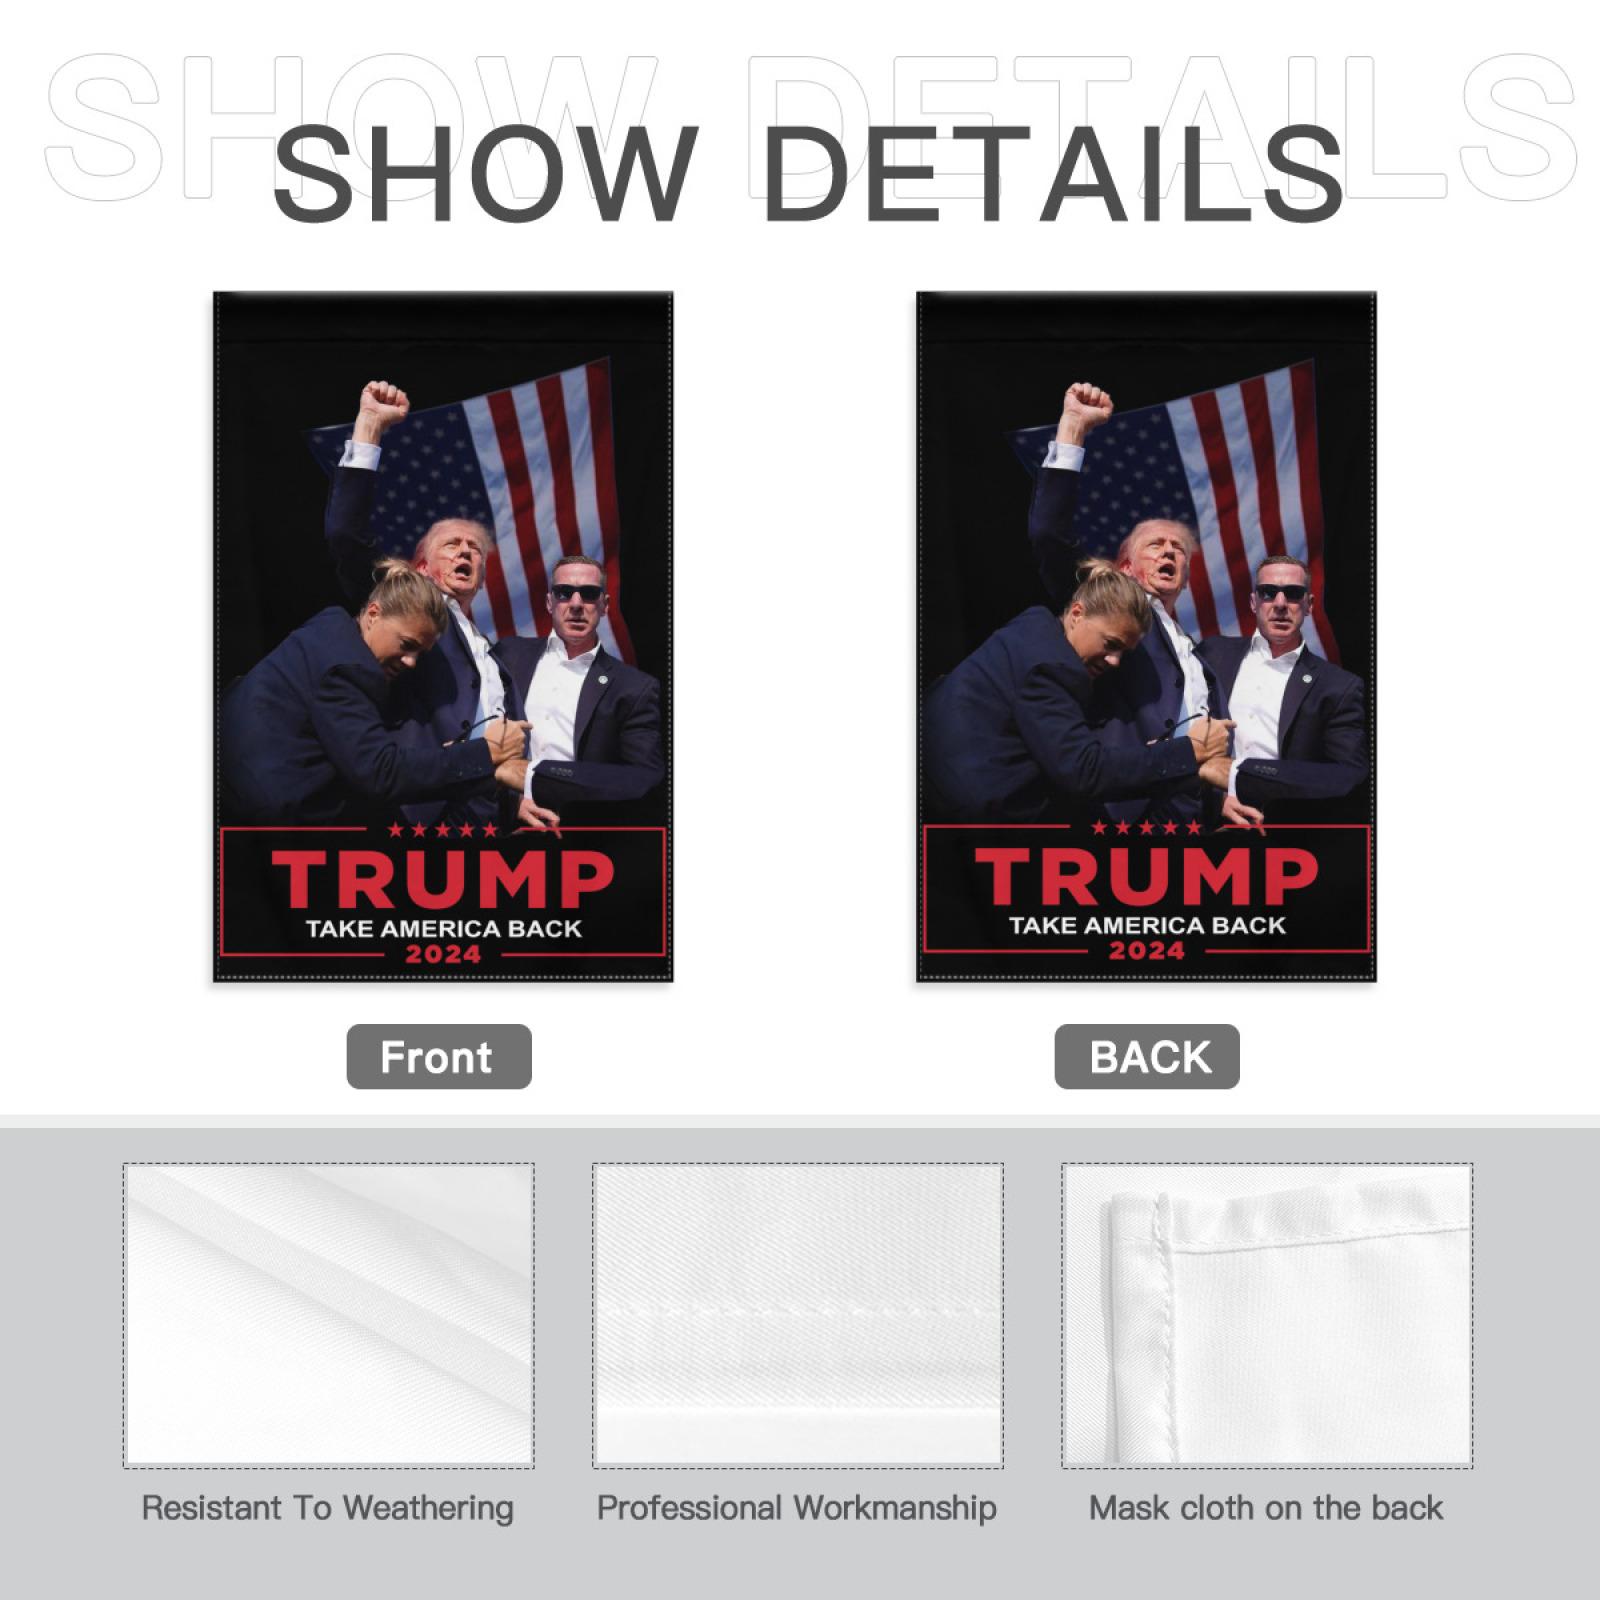 SHOW DETAILS
SHOW DETAILS
TRUMP
TAKE AMERICA BACK
2024
TRUMP
TAKE AMERICA BACK
2024
Front
BACK
Resistant To Weathering
Professional Workmanship
Mask cloth on the back